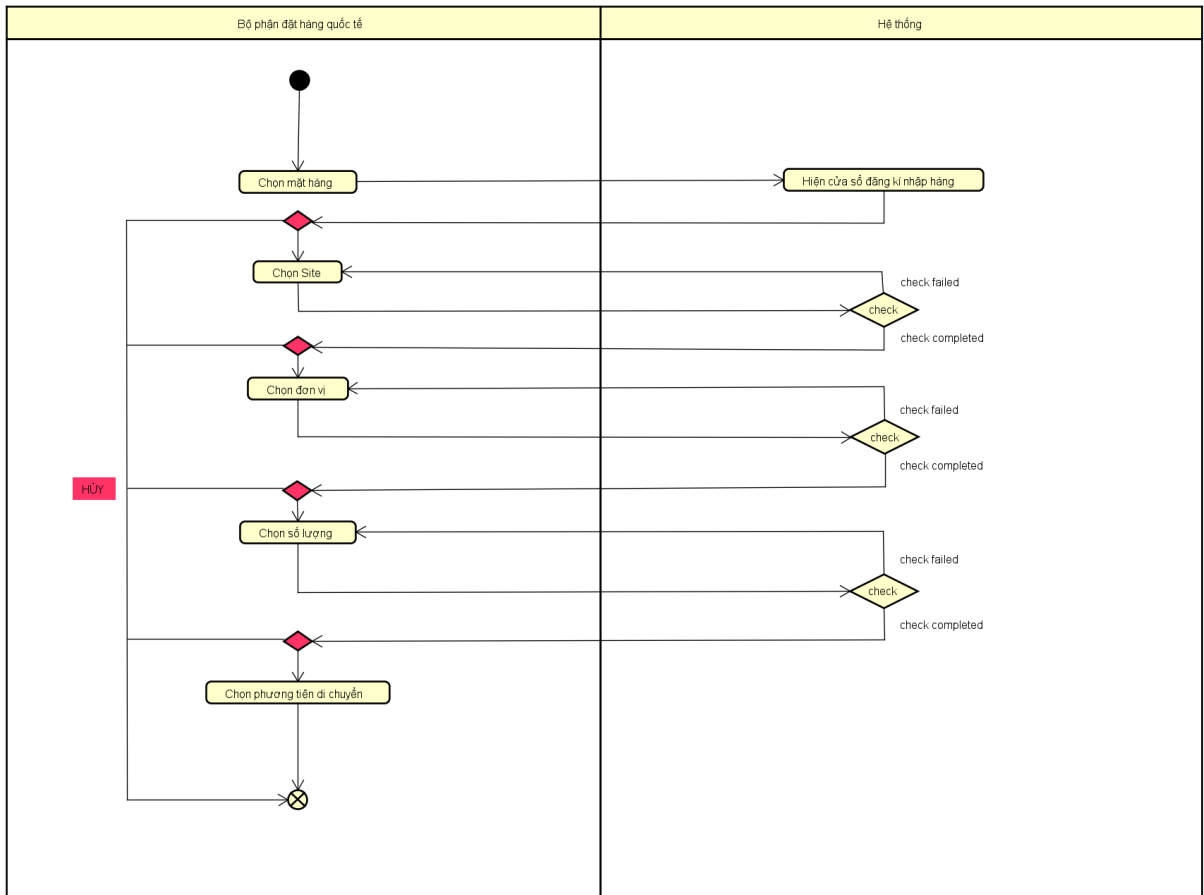 Bộ phận đặt hàng quốc tế
Hệ thống
Chọn mặt hàng
Hiện cửa sổ đăng kí nhập hàng
Chọn Site
check failed
check
check completed
Chọn đơn vị
check failed
check
check completed
HỦY
Chọn số lượng
check failed
check
check completed
Chọn phương tiện di chuyển